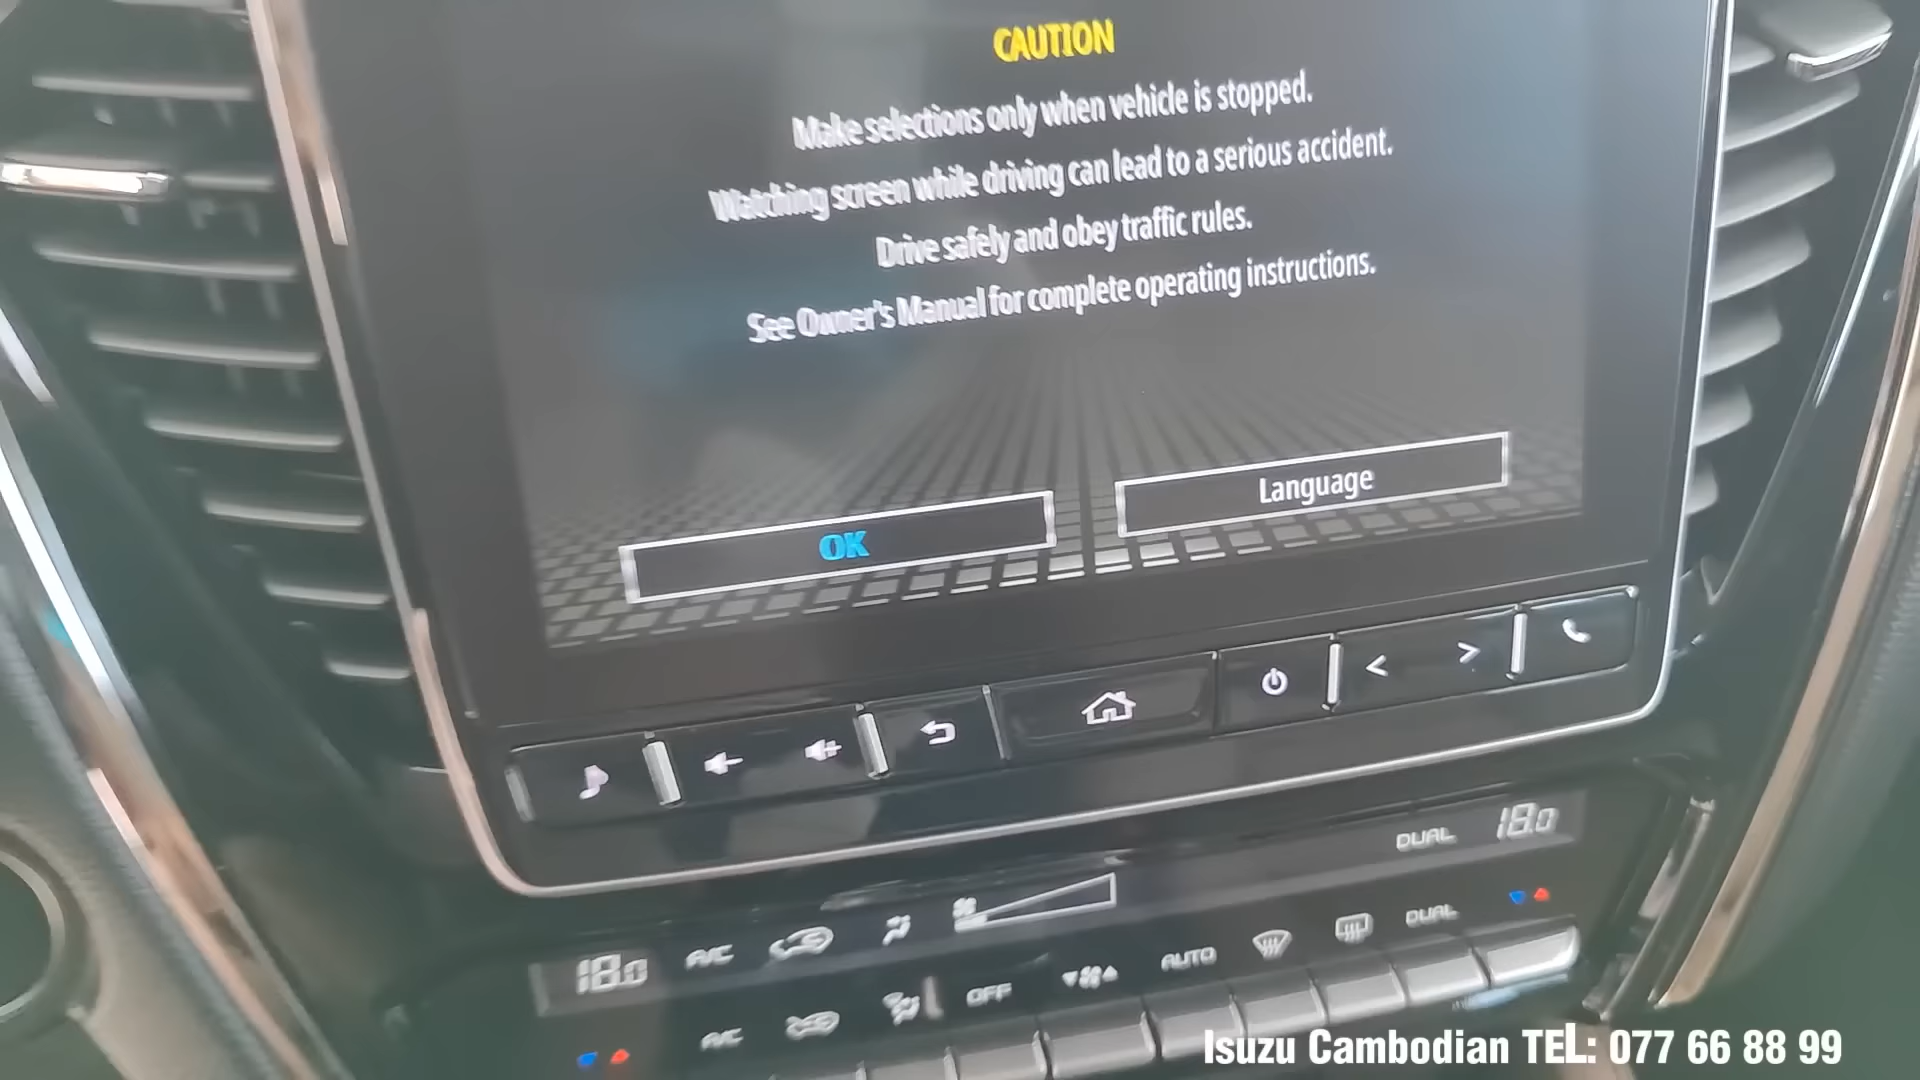 CAUTION
Make selections only when vehicle is stopped.
Watching screen while driving can lead to a serious accident.
Drive safely and obey traffic rules.
See Owner's Manual for complete operating instructions.
OK
Language
DUAL 18.0
18.0 A/C
A/C OFF AUTO DUAL
Isuzu Cambodian TEL: 077 66 88 99